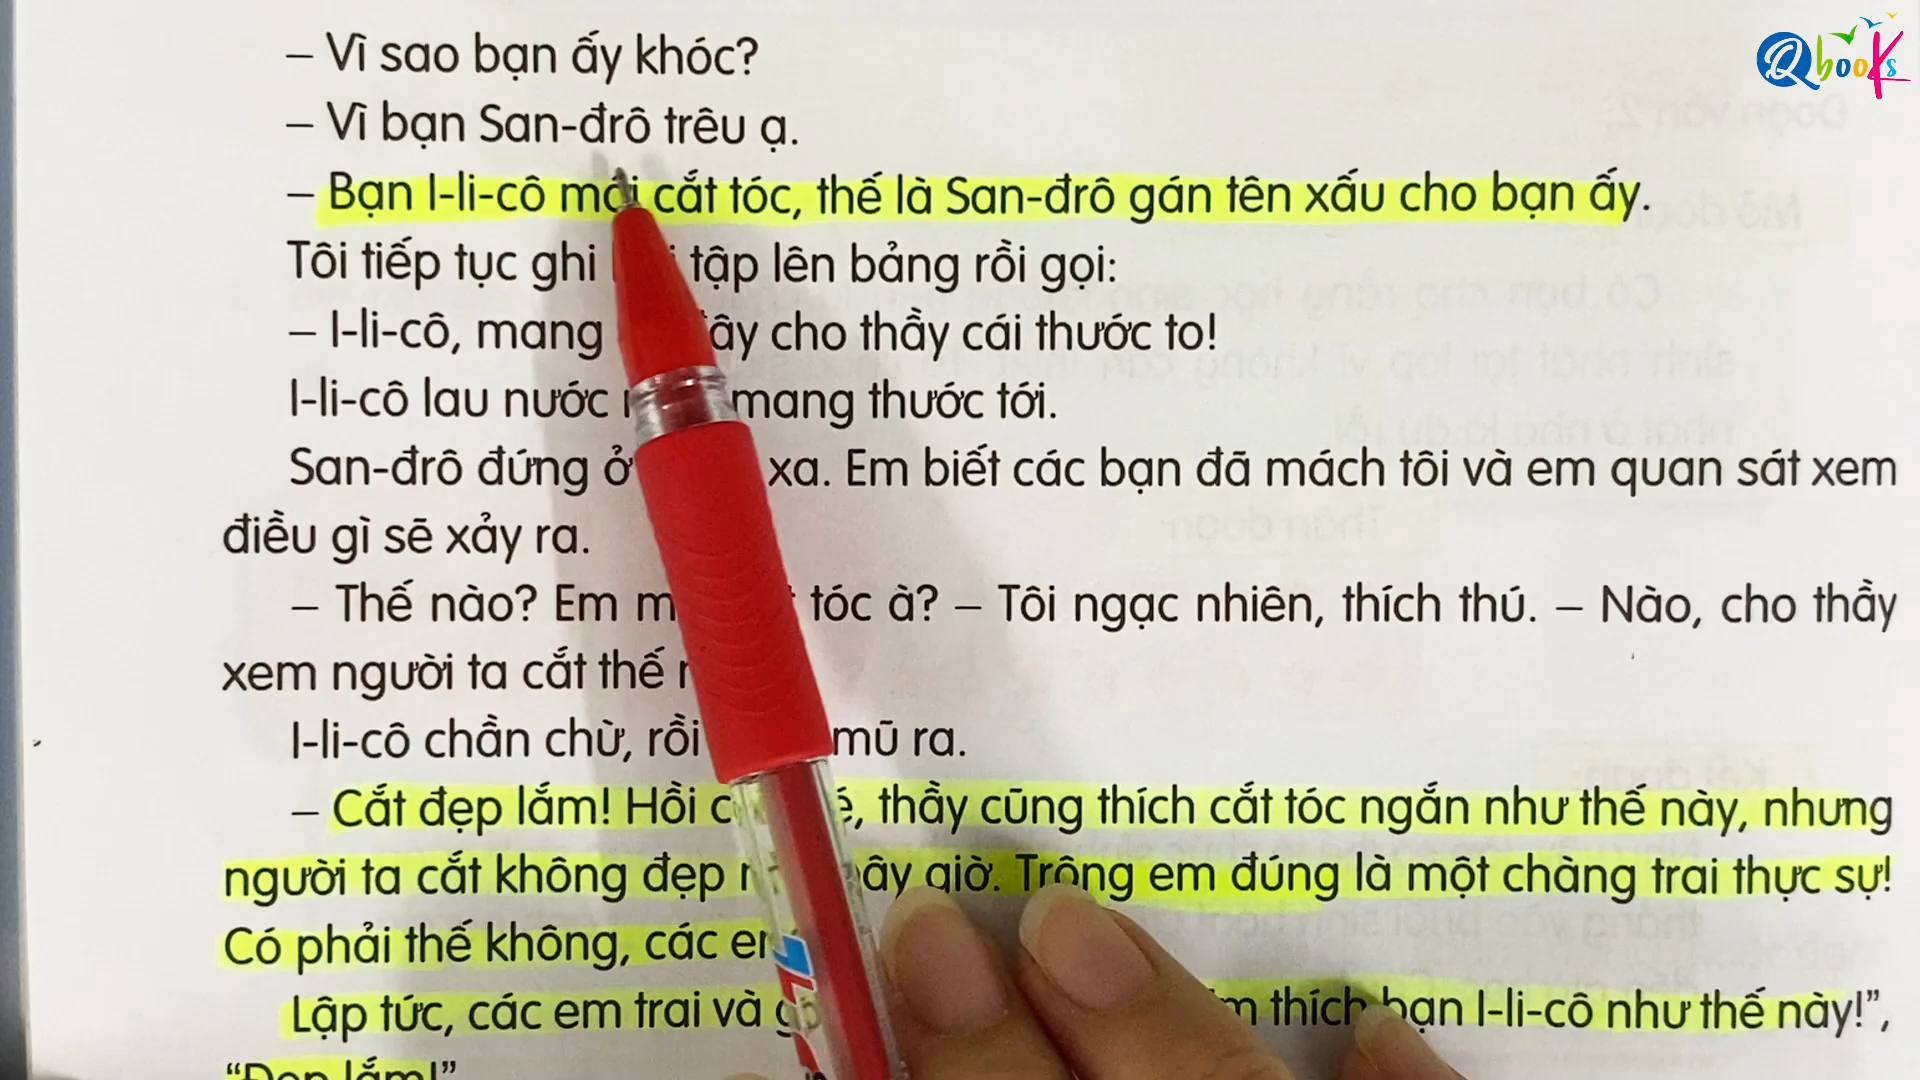 Qbooks
– Vì sao bạn ấy khóc?
– Vì bạn San-đrô trêu ạ.
– Bạn I-li-cô mới cắt tóc, thế là San-đrô gán tên xấu cho bạn ấy.
Tôi tiếp tục ghi tập lên bảng rồi gọi:
– I-li-cô, mang cho thầy cái thước to!
I-li-cô lau nước mang thước tới.
San-đrô đứng ở xa. Em biết các bạn đã mách tôi và em quan sát xem
điều gì sẽ xảy ra.
– Thế nào? Em tóc à? – Tôi ngạc nhiên, thích thú. – Nào, cho thầy
xem người ta cắt thế
I-li-cô chần chừ, rồi mũ ra.
– Cắt đẹp lắm! Hồi thầy cũng thích cắt tóc ngắn như thế này, nhưng
người ta cắt không đẹp giờ. Trông em đúng là một chàng trai thực sự!
Có phải thế không, các
Lập tức, các em trai và thích bạn I-li-cô như thế này!”,
“Đẹp lắm!”